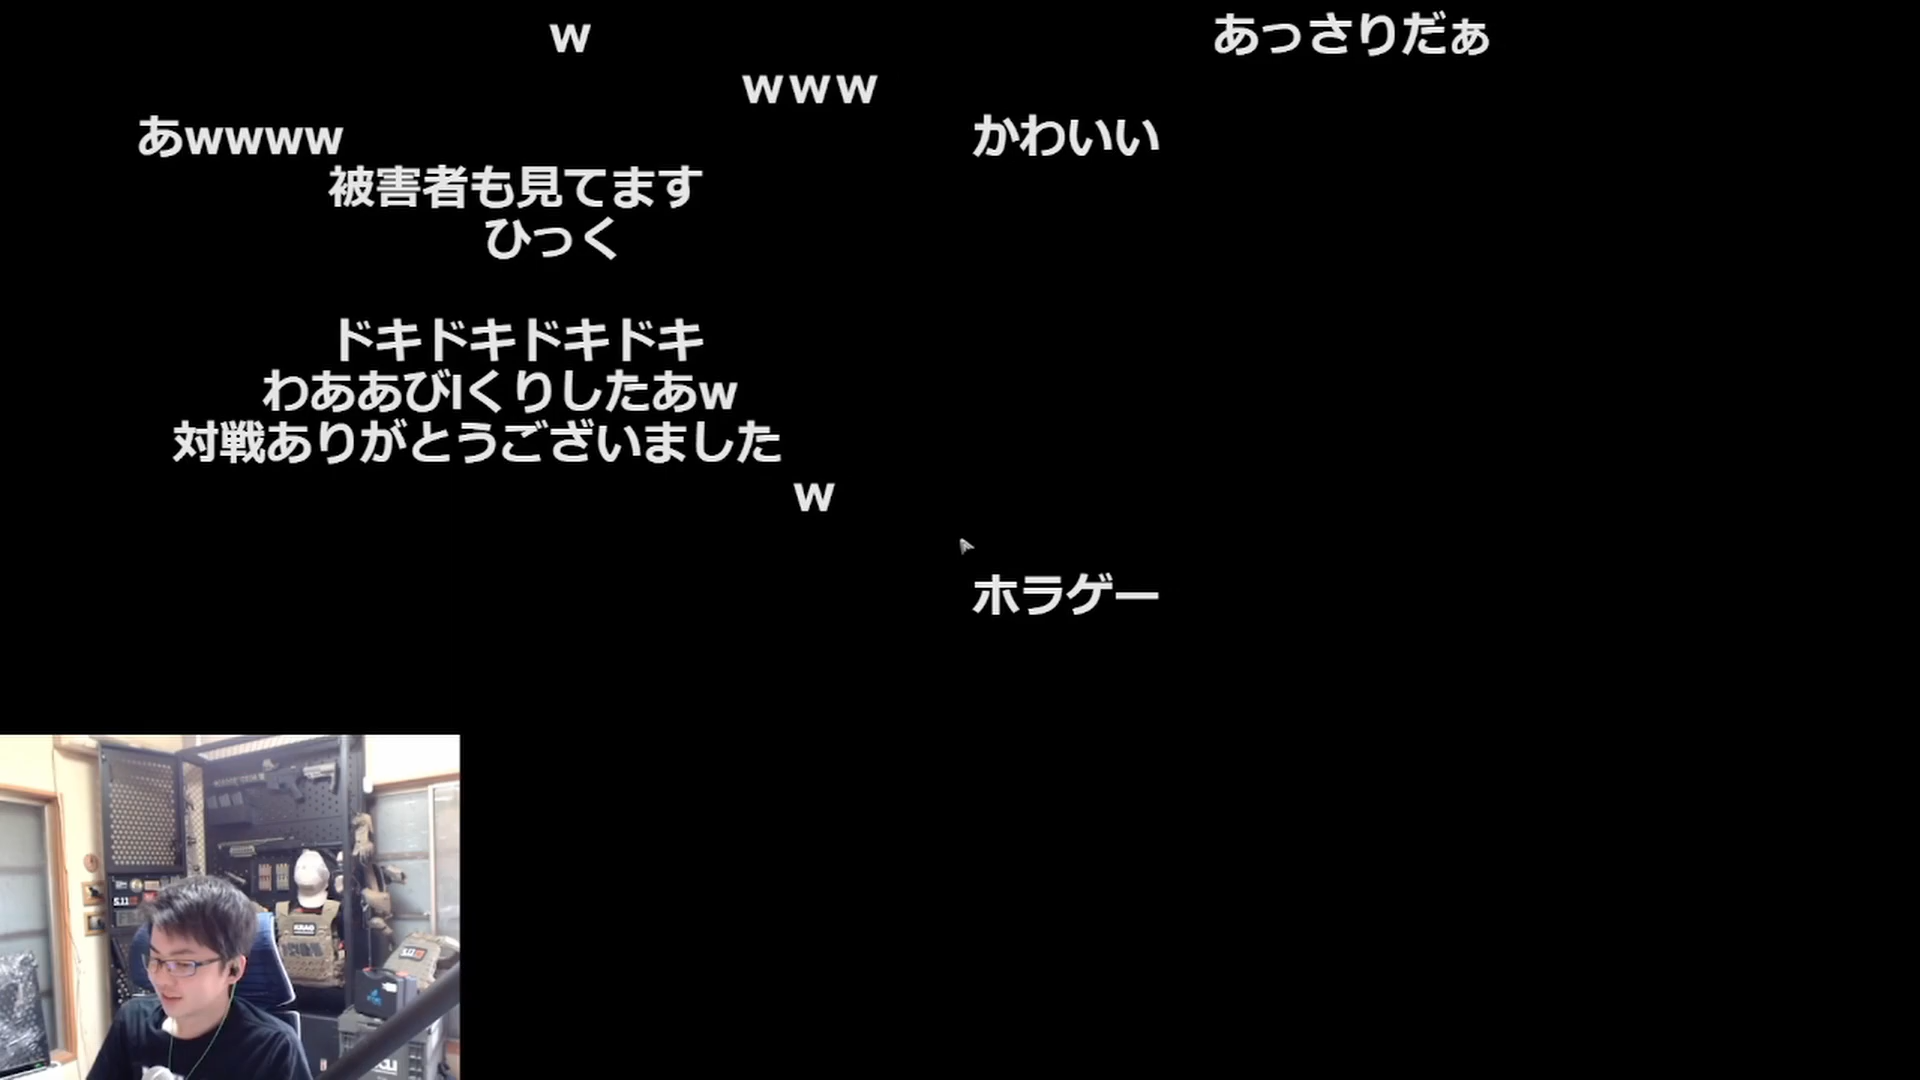 w
あっさりだぁ
www
あwwww
かわいい
被害者も見てます
ひっく
ドキドキドキドキ
わああびlくりしたあw
対戦ありがとうございました
w
ホラゲー
5.11